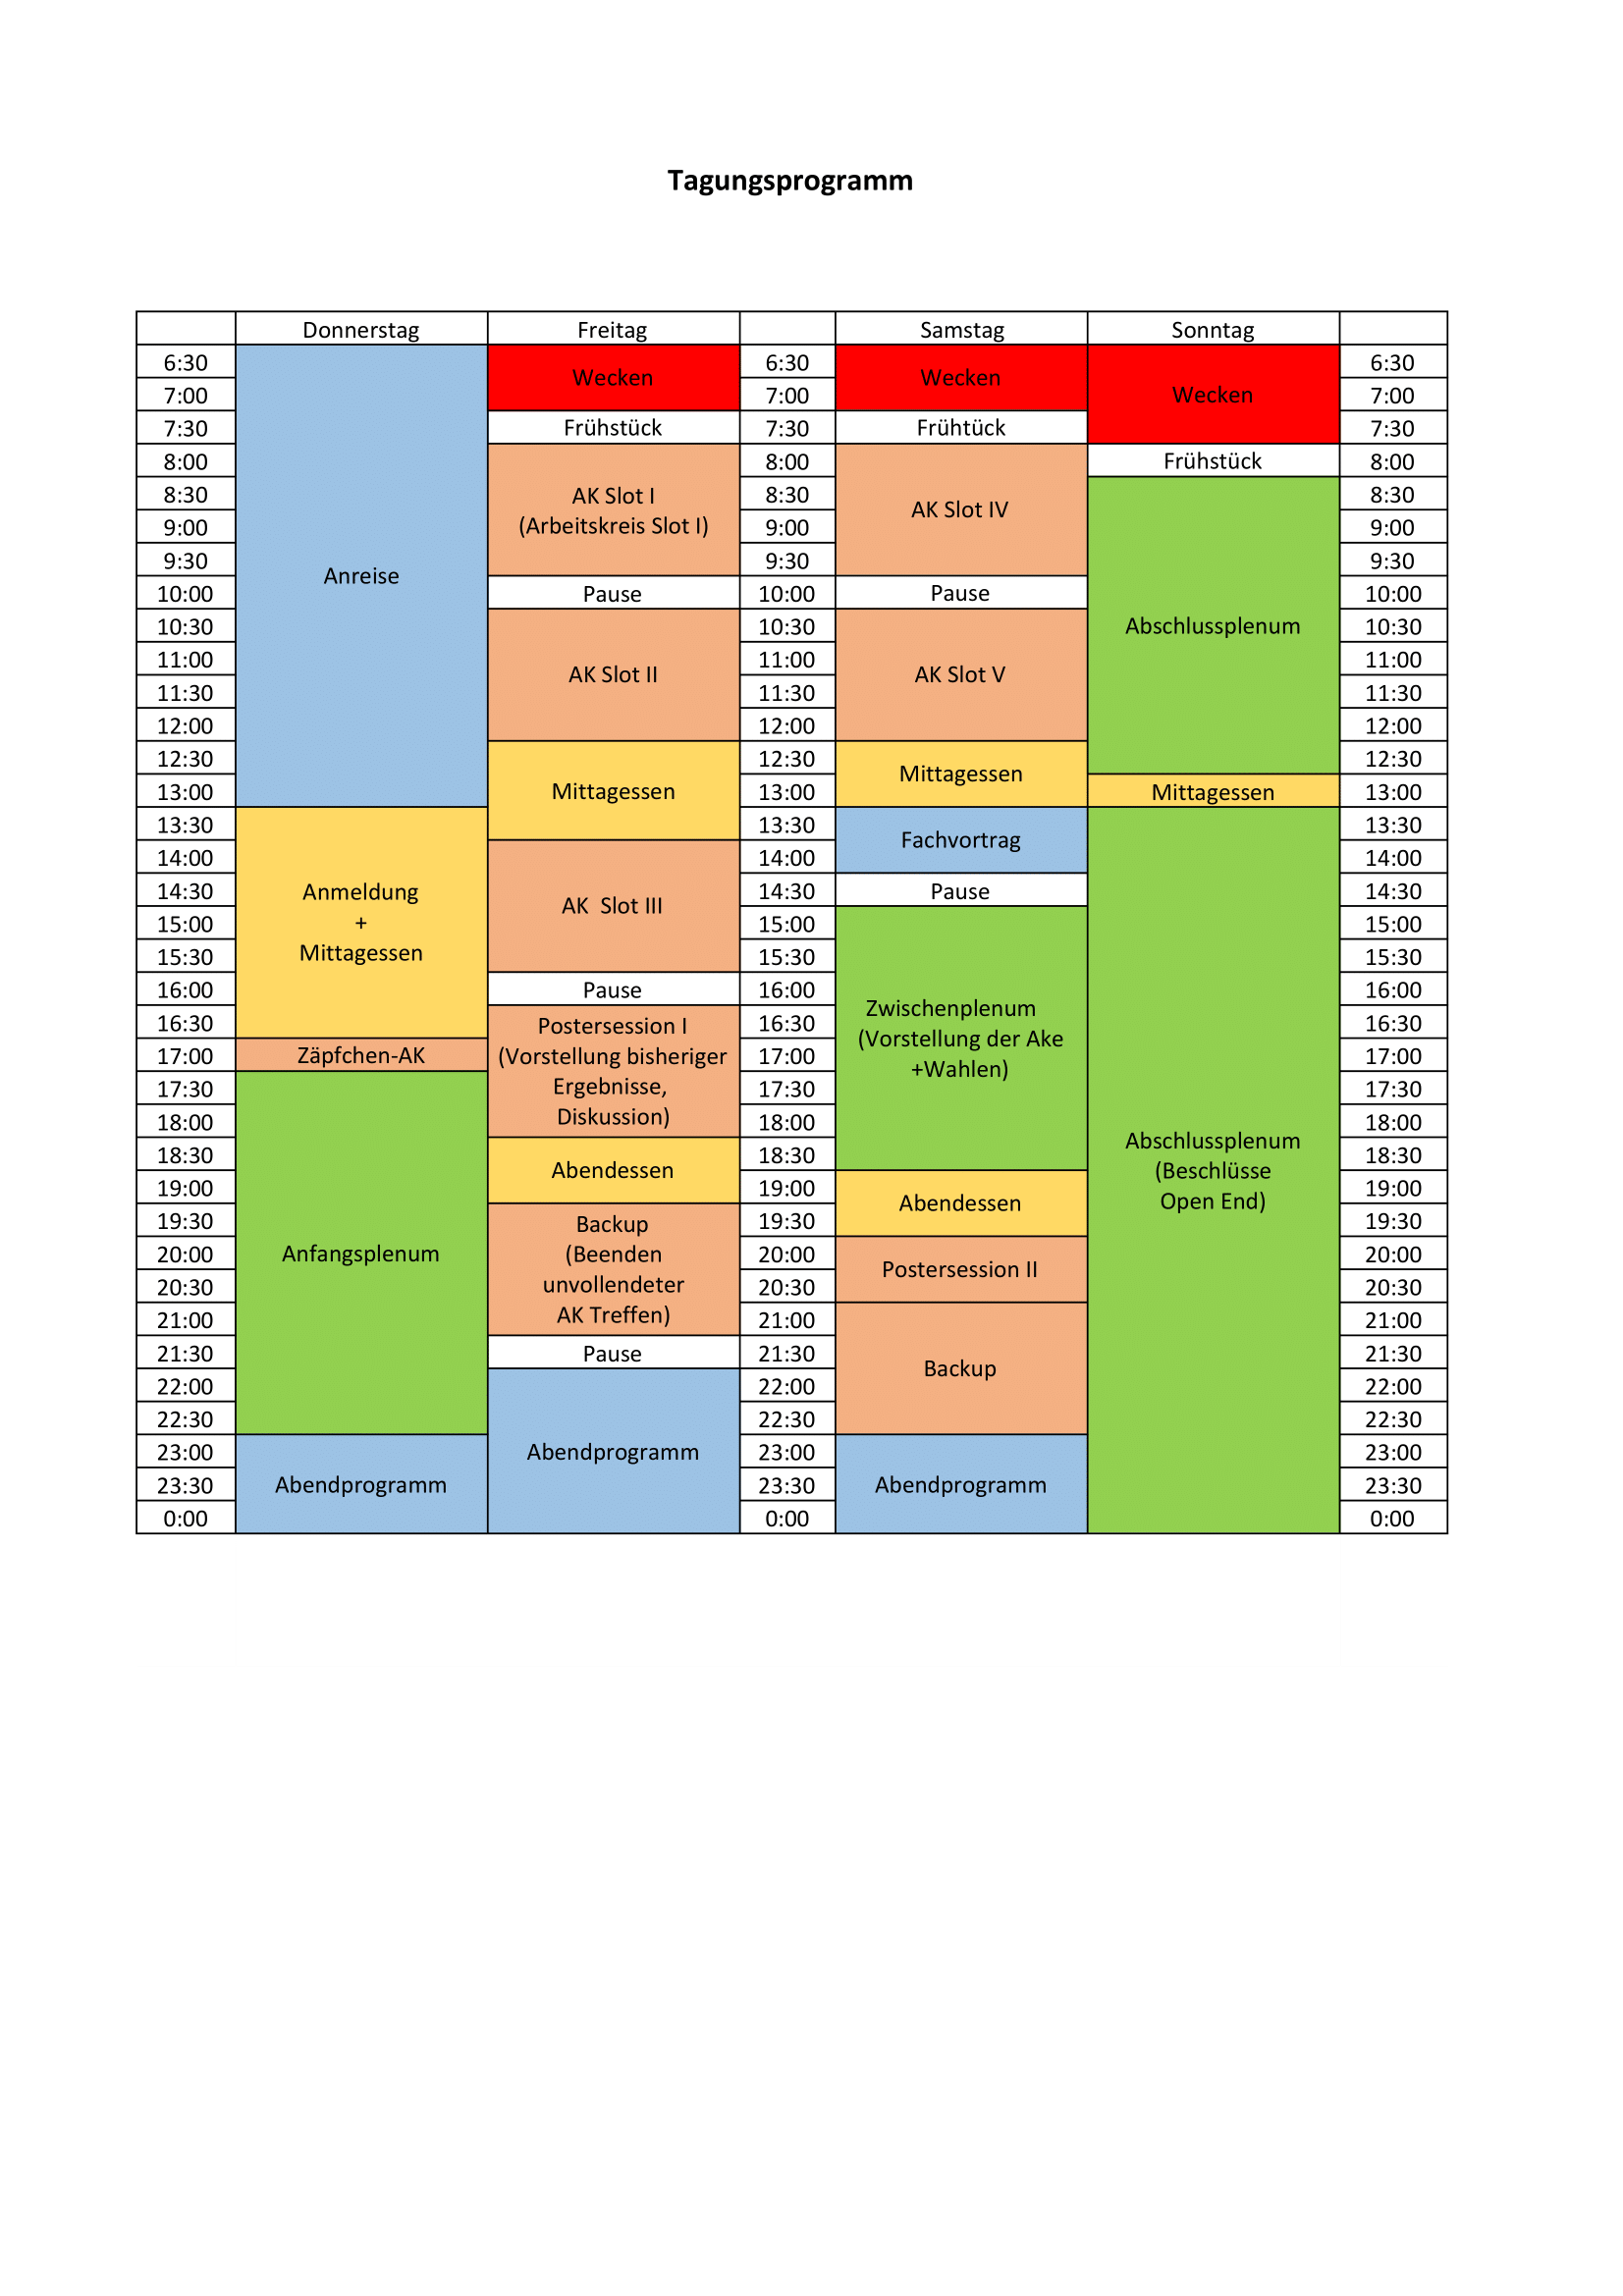 Tagungsprogramm
Donnerstag Freitag Samstag Sonntag
6:30 6:30 6:30
Wecken Wecken
7:00 7:00 Wecken 7:00
7:30 Frühstück 7:30 Frühtück 7:30
8:00 8:00 Frühstück 8:00
8:30 AK Slot I 8:30 8:30
AK Slot IV
9:00 (Arbeitskreis Slot I) 9:00 9:00
9:30 9:30 9:30
Anreise
10:00 Pause 10:00 Pause 10:00
10:30 10:30 Abschlussplenum 10:30
11:00 11:00 11:00
AK Slot II AK Slot V
11:30 11:30 11:30
12:00 12:00 12:00
12:30 12:30 12:30
Mittagessen
13:00 Mittagessen 13:00 Mittagessen 13:00
13:30 13:30 13:30
Fachvortrag
14:00 14:00 14:00
14:30 Anmeldung 14:30 Pause 14:30
AK  Slot III
15:00 + 15:00 15:00
15:30 Mittagessen 15:30 15:30
16:00 Pause 16:00 16:00
Zwischenplenum
16:30 Postersession I 16:30 16:30
(Vorstellung der Ake
17:00 Zäpfchen-AK (Vorstellung bisheriger 17:00 17:00
+Wahlen)
17:30 Ergebnisse, 17:30 17:30
18:00 Diskussion) 18:00 18:00
Abschlussplenum
18:30 18:30 18:30
Abendessen (Beschlüsse
19:00 19:00 19:00
Abendessen Open End)
19:30 Backup 19:30 19:30
20:00 Anfangsplenum (Beenden 20:00 20:00
Postersession II
20:30 unvollendeter 20:30 20:30
21:00 AK Treffen) 21:00 21:00
21:30 Pause 21:30 21:30
Backup
22:00 22:00 22:00
22:30 22:30 22:30
23:00 Abendprogramm 23:00 23:00
23:30 Abendprogramm 23:30 Abendprogramm 23:30
0:00 0:00 0:00